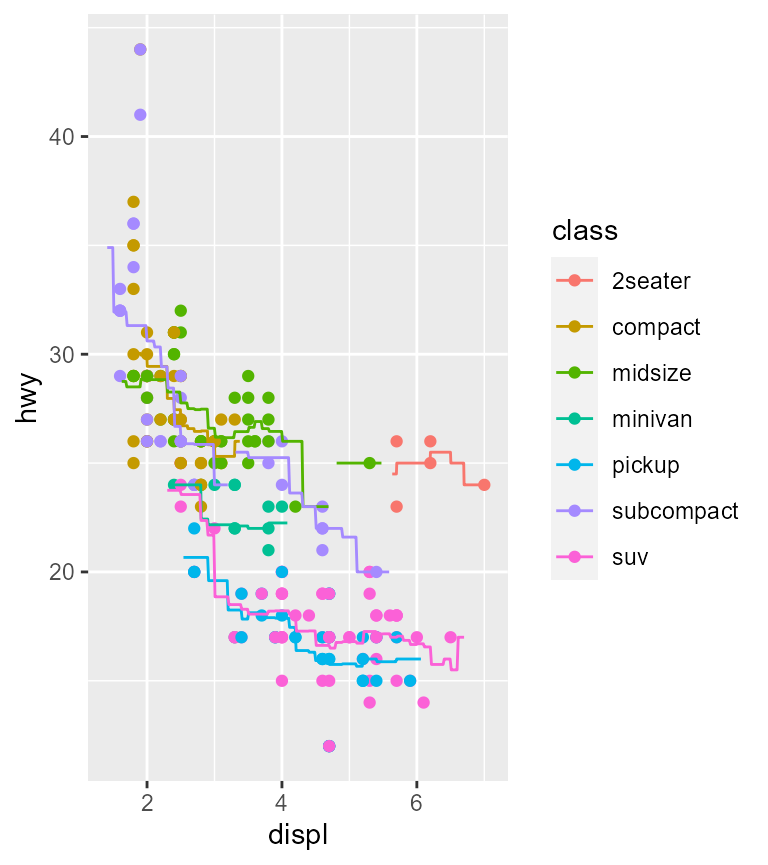 hwy
40
30
20
2
4
6
displ
class
2seater
compact
midsize
minivan
pickup
subcompact
suv